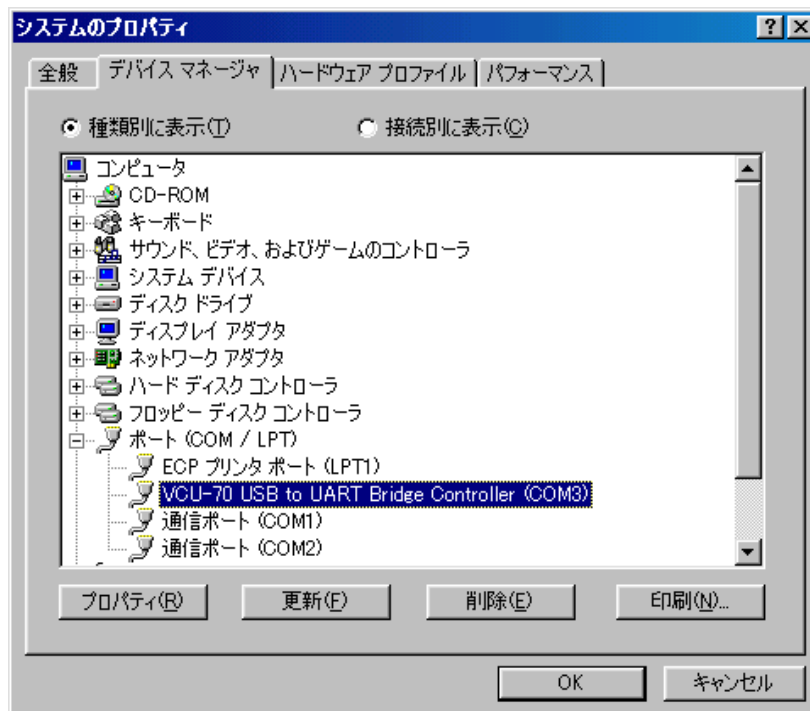 システムのプロパティ
全般 デバイス マネージャ ハードウェア プロファイル パフォーマンス
種類別に表示(T) 接続別に表示(C)
コンピュータ
CD-ROM
キーボード
サウンド、ビデオ、およびゲームのコントローラ
システム デバイス
ディスク ドライブ
ディスプレイ アダプタ
ネットワーク アダプタ
ハード ディスク コントローラ
フロッピー ディスク コントローラ
ポート (COM / LPT)
ECP プリンタ ポート (LPT1)
VCU-70 USB to UART Bridge Controller (COM3)
通信ポート (COM1)
通信ポート (COM2)
プロパティ(R) 更新(F) 削除(E) 印刷(N)...
OK キャンセル